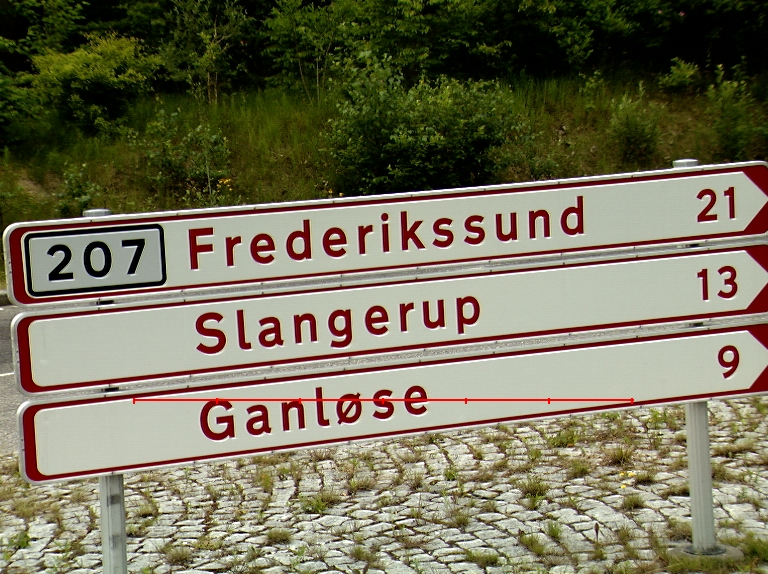 207 Frederikssund 21
Slangerup 13
Ganløse 9